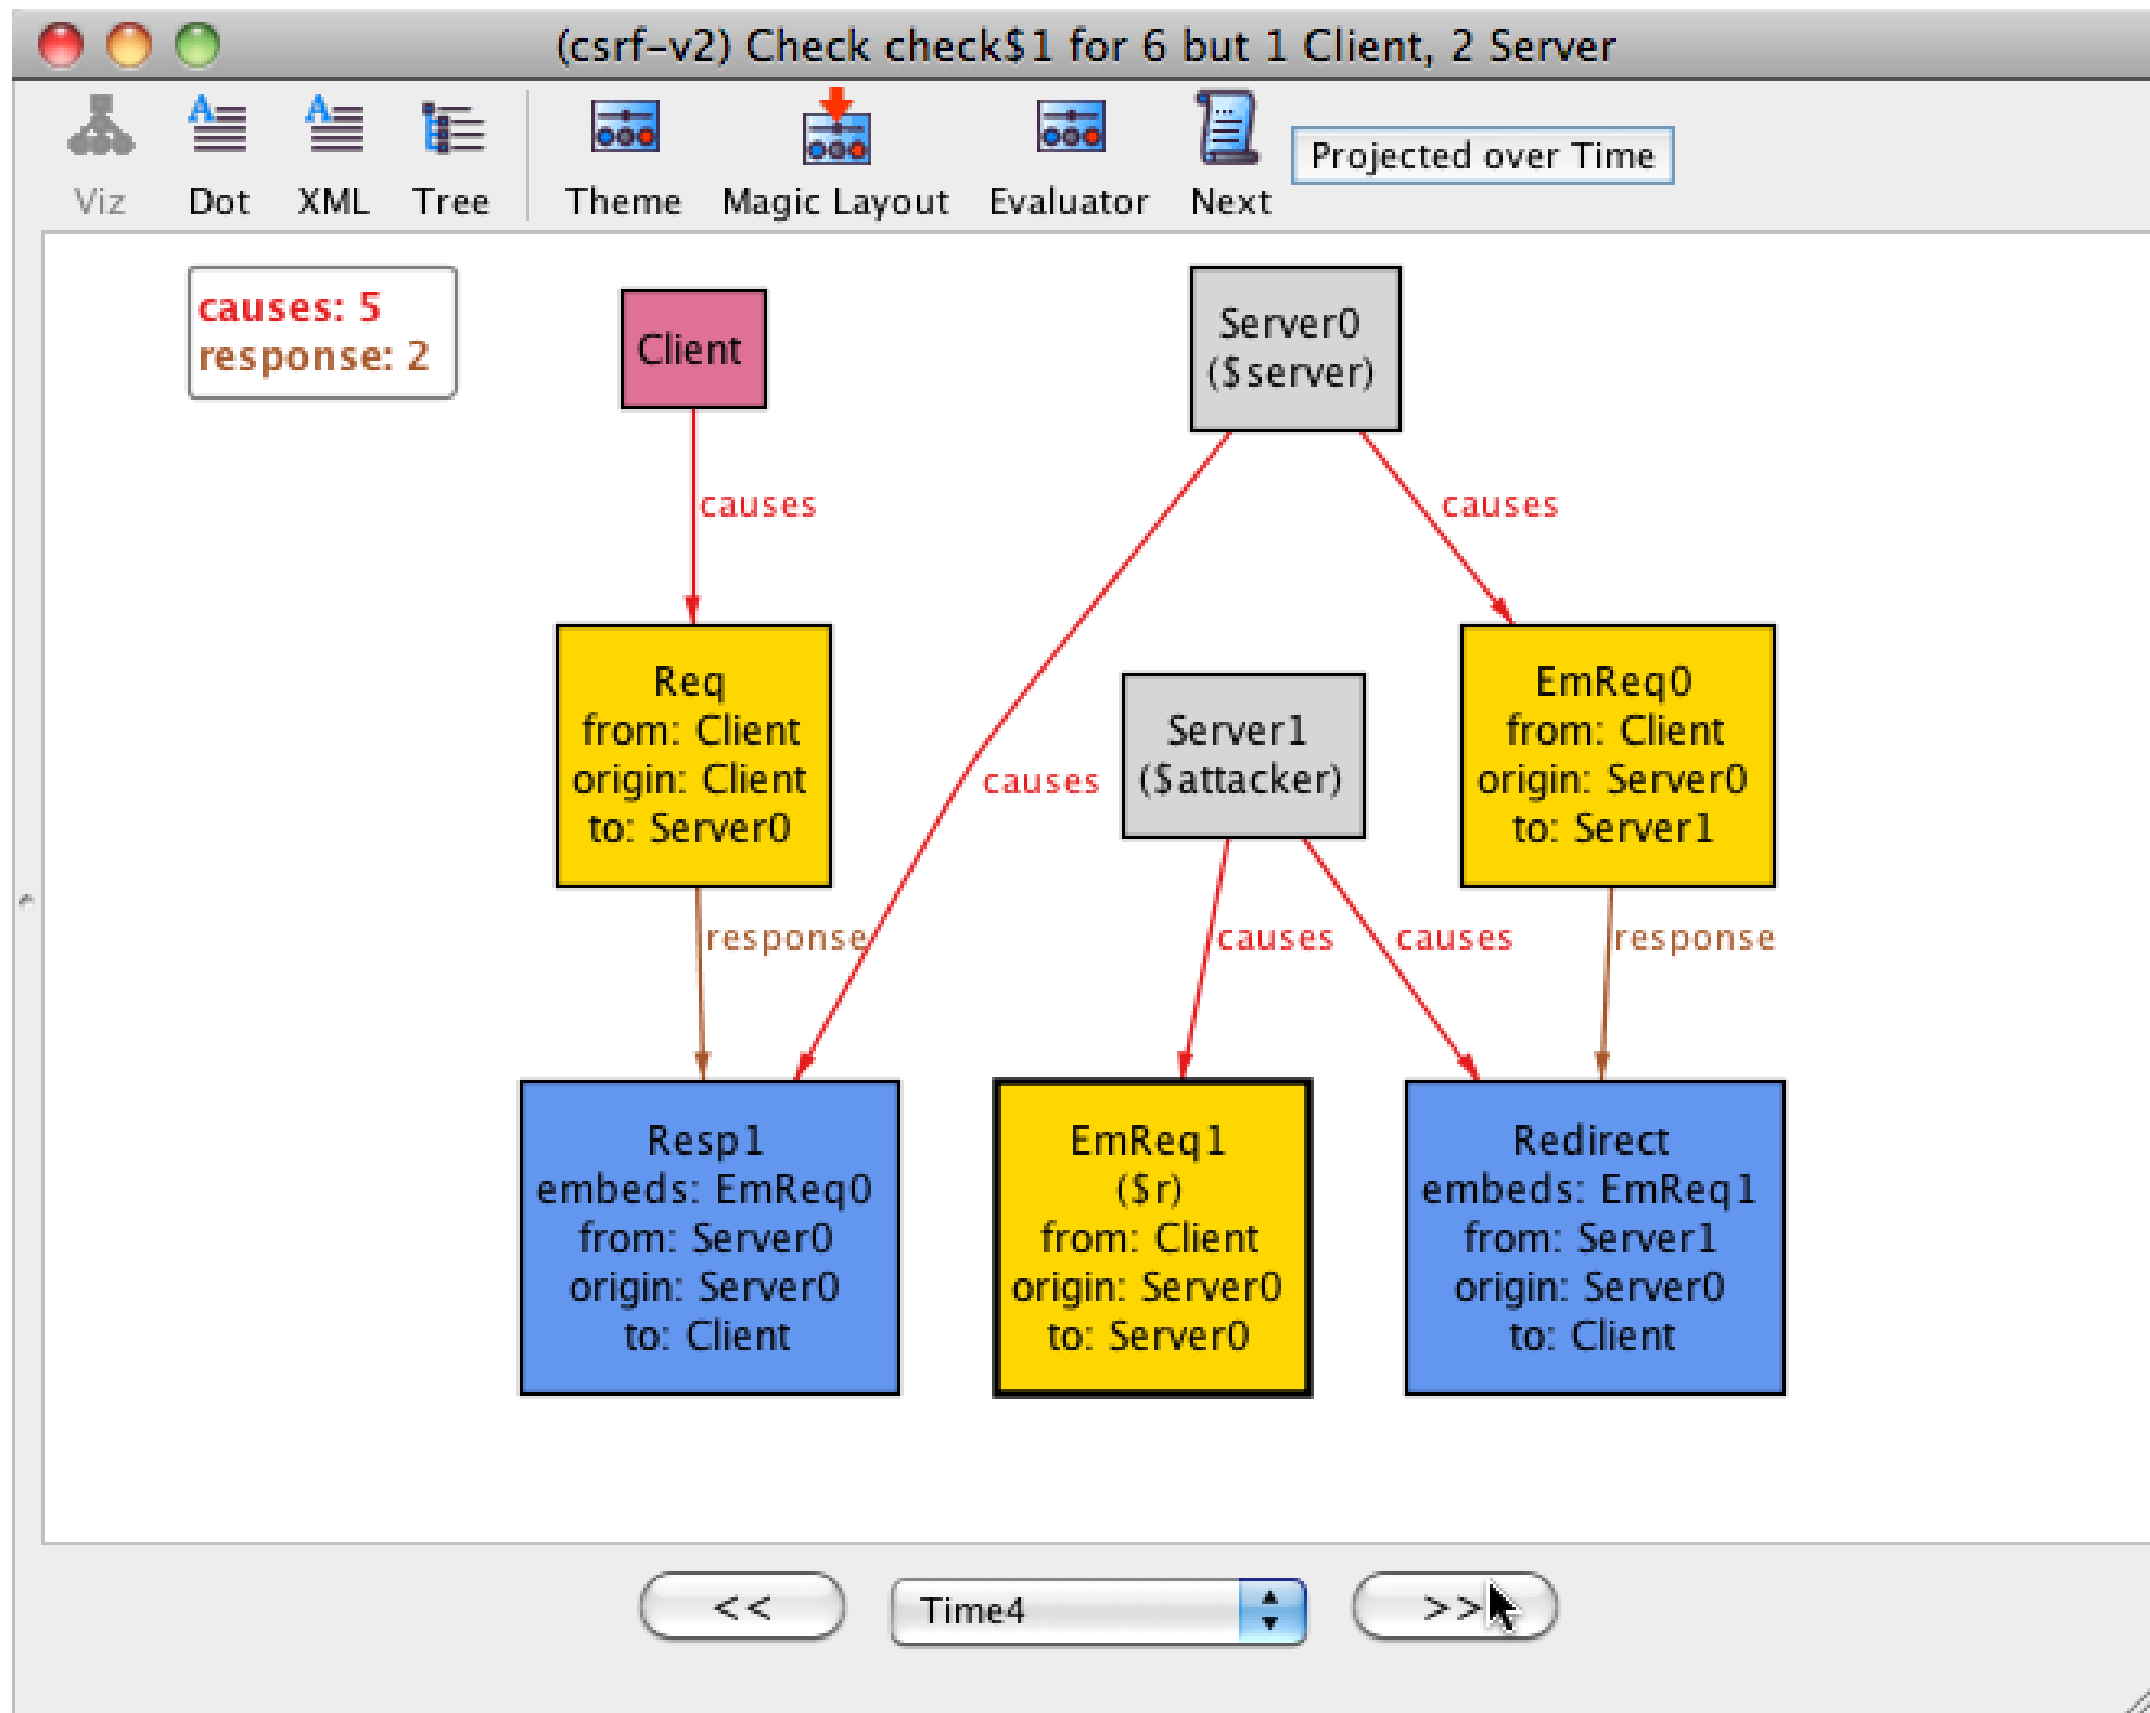 (csrf-v2) Check check$1 for 6 but 1 Client, 2 Server
Viz
Dot
XML
Tree
Theme
Magic Layout
Evaluator
Next
Projected over Time
causes: 5
response: 2
Client
Server0
($server)
causes
causes
Req
from: Client
origin: Client
to: Server0
causes
Server1
($attacker)
EmReq0
from: Client
origin: Server0
to: Server1
response
causes
causes
response
Resp1
embeds: EmReq0
from: Server0
origin: Server0
to: Client
EmReq1
($r)
from: Client
origin: Server0
to: Server0
Redirect
embeds: EmReq1
from: Server1
origin: Server0
to: Client
<<
Time4
>>